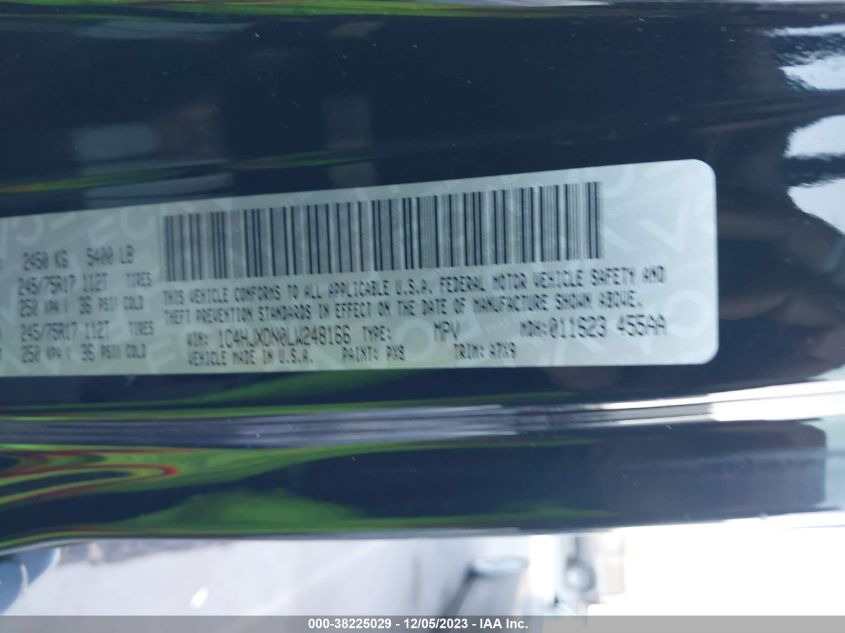 2450 KG 5400 LB
245/75R17 112T TIRES
250 KPA / 36 PSI COLD
245/75R17 112T TIRES
250 KPA / 36 PSI COLD
THIS VEHICLE CONFORMS TO ALL APPLICABLE U.S.A. FEDERAL MOTOR VEHICLE SAFETY AND
THEFT PREVENTION STANDARDS IN EFFECT ON THE DATE OF MANUFACTURE SHOWN ABOVE.
VIN: 1C4HJXDN0LW248166 TYPE: MPV MDH: 011623 455AA
VEHICLE MADE IN U.S.A. PAINT: PX8 TRIM: A7X9
000-38225029 - 12/05/2023 - IAA Inc.